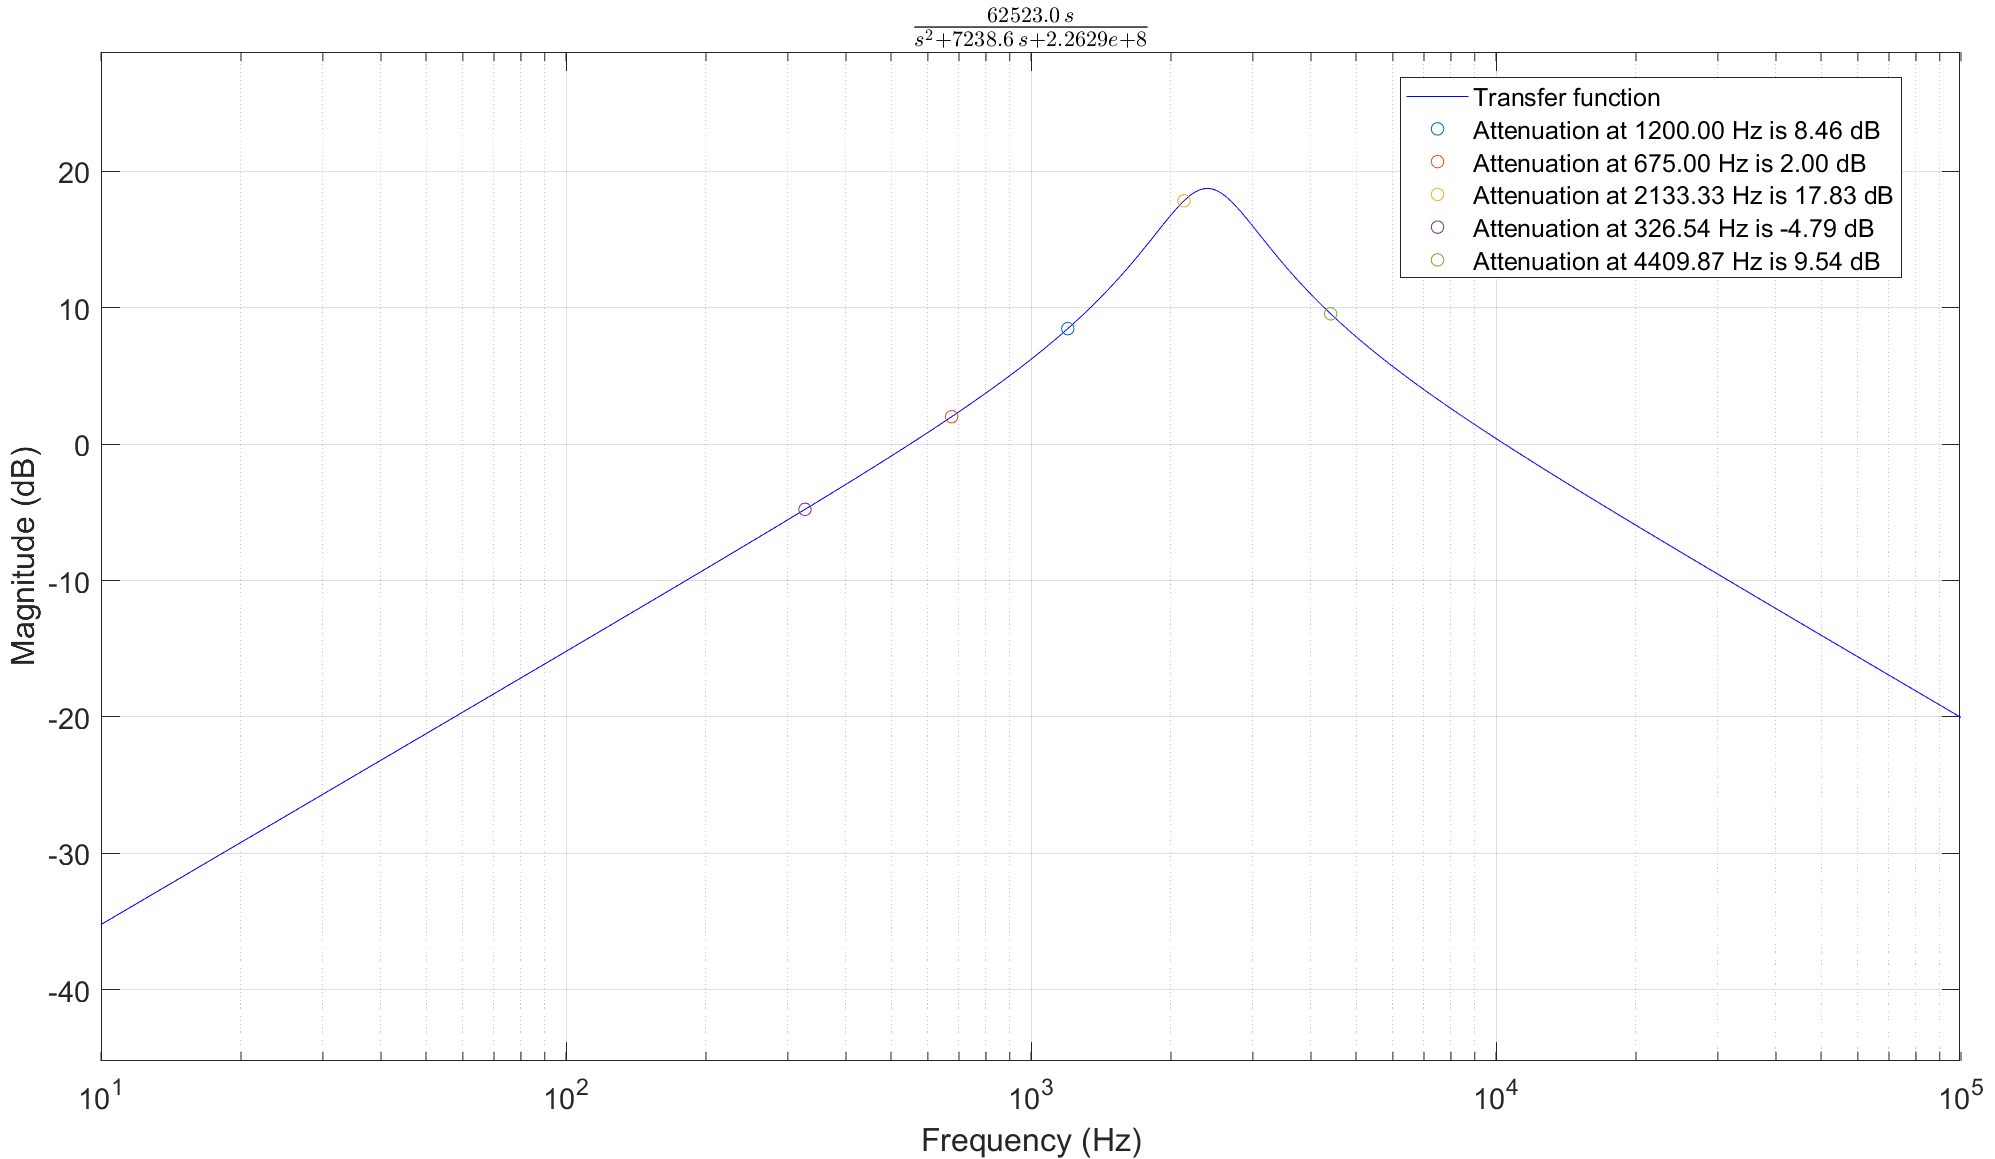 62523.0 s
s²+7238.6 s+2.2629e+8
Transfer function
Attenuation at 1200.00 Hz is 8.46 dB
Attenuation at 675.00 Hz is 2.00 dB
Attenuation at 2133.33 Hz is 17.83 dB
Attenuation at 326.54 Hz is -4.79 dB
Attenuation at 4409.87 Hz is 9.54 dB
Magnitude (dB)
20
10
0
-10
-20
-30
-40
10¹ 10² 10³ 10⁴ 10⁵
Frequency (Hz)